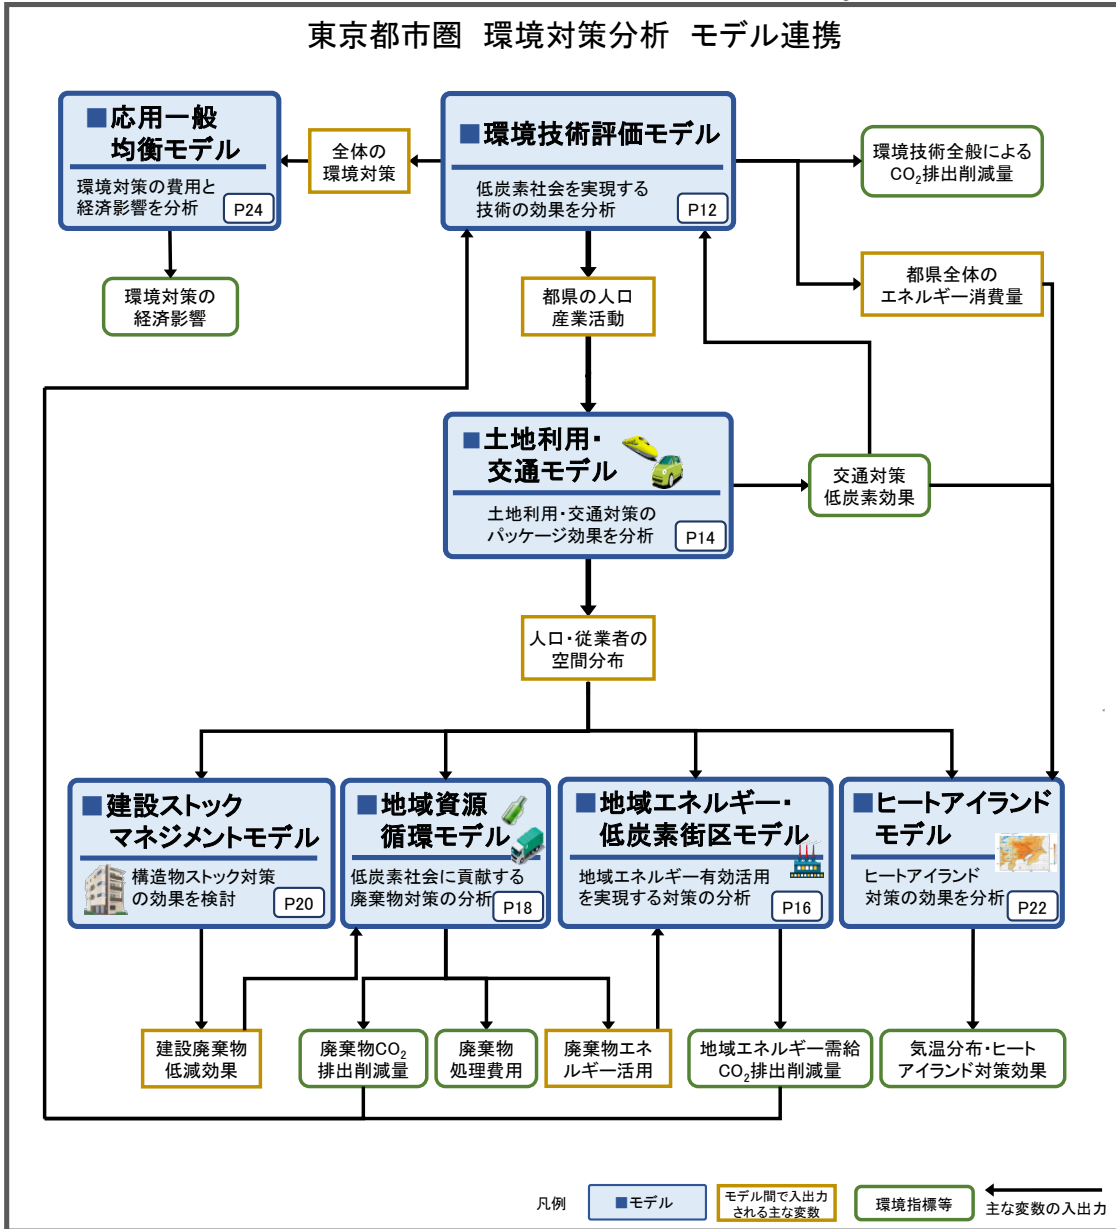 東京都市圏 環境対策分析 モデル連携
■応用一般
均衡モデル
環境対策の費用と
経済影響を分析
P24
全体の
環境対策
■環境技術評価モデル
低炭素社会を実現する
技術の効果を分析
P12
環境技術全般による
CO₂排出削減量
環境対策の
経済影響
都県の人口
産業活動
都県全体の
エネルギー消費量
■土地利用・
交通モデル
土地利用・交通対策の
パッケージ効果を分析
P14
交通対策
低炭素効果
人口・従業者の
空間分布
■建設ストック
マネジメントモデル
構造物ストック対策
の効果を検討
P20
■地域資源
循環モデル
低炭素社会に貢献する
廃棄物対策の分析
P18
■地域エネルギー・
低炭素街区モデル
地域エネルギー有効活用
を実現する対策の分析
P16
■ヒートアイランド
モデル
ヒートアイランド
対策の効果を分析
P22
建設廃棄物
低減効果
廃棄物CO₂
排出削減量
廃棄物
処理費用
廃棄物エネ
ルギー活用
地域エネルギー需給
CO₂排出削減量
気温分布・ヒート
アイランド対策効果
凡例
■モデル
モデル間で入出力
される主な変数
環境指標等
主な変数の入出力